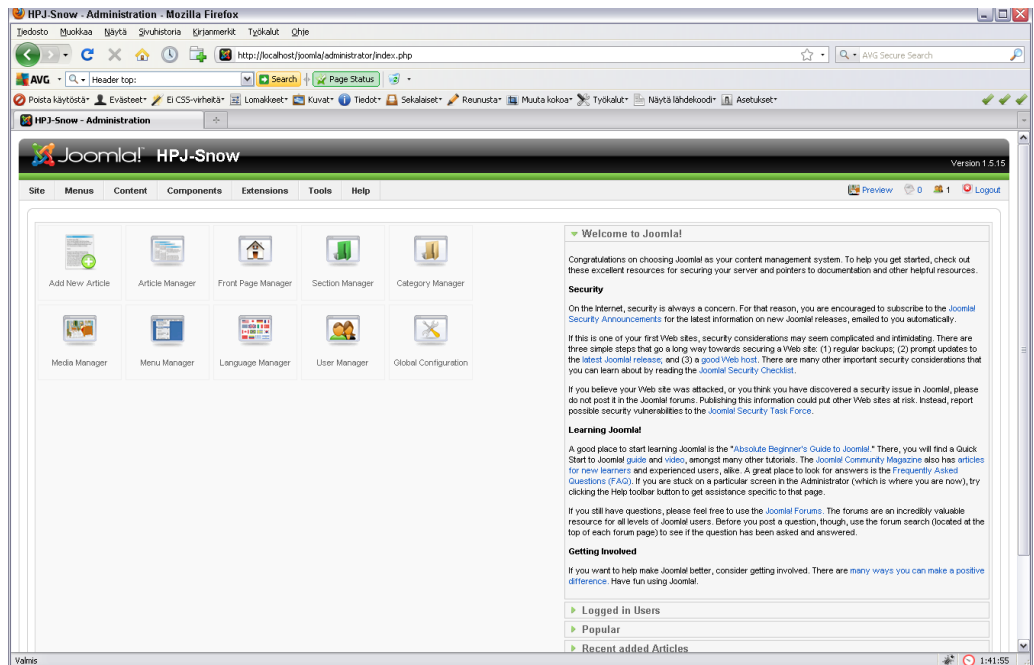 HPJ-Snow - Administration - Mozilla Firefox
Tiedosto Muokkaa Näytä Sivuhistoria Kirjanmerkit Työkalut Ohje
http://localhost/joomla/administrator/index.php
AVG Secure Search
AVG Header top: Search Page Status
Poista käytöstä Evästeet Ei CSS-virheitä Lomakkeet Kuvat Tiedot Sekalaiset Reunusta Muuta kokoa Työkalut Näytä lähdekoodi Asetukset
HPJ-Snow - Administration
Joomla! HPJ-Snow
Version 1.5.15
Site Menus Content Components Extensions Tools Help Preview 0 1 Logout
Add New Article Article Manager Front Page Manager Section Manager Category Manager
Media Manager Menu Manager Language Manager User Manager Global Configuration
Welcome to Joomla!
Congratulations on choosing Joomla! as your content management system. To help you get started, check out
these excellent resources for securing your server and pointers to documentation and other helpful resources.
Security
On the Internet, security is always a concern. For that reason, you are encouraged to subscribe to the Joomla!
Security Announcements for the latest information on new Joomla! releases, emailed to you automatically.
If this is one of your first Web sites, security considerations may seem complicated and intimidating. There are
three simple steps that go a long way towards securing a Web site: (1) regular backups; (2) prompt updates to
the latest Joomla! release; and (3) a good Web host. There are many other important security considerations that
you can learn about by reading the Joomla! Security Checklist.
If you believe your Web site was attacked, or you think you have discovered a security issue in Joomla!, please
do not post it in the Joomla! forums. Publishing this information could put other Web sites at risk. Instead, report
possible security vulnerabilities to the Joomla! Security Task Force.
Learning Joomla!
A good place to start learning Joomla! is the "Absolute Beginner's Guide to Joomla!." There, you will find a Quick
Start to Joomla! guide and video, amongst many other tutorials. The Joomla! Community Magazine also has articles
for new learners and experienced users, alike. A great place to look for answers is the Frequently Asked
Questions (FAQ). If you are stuck on a particular screen in the Administrator (which is where you are now), try
clicking the Help toolbar button to get assistance specific to that page.
If you still have questions, please feel free to use the Joomla! Forums. The forums are an incredibly valuable
resource for all levels of Joomla! users. Before you post a question, though, use the forum search (located at the
top of each forum page) to see if the question has been asked and answered.
Getting Involved
If you want to help make Joomla! better, consider getting involved. There are many ways you can make a positive
difference. Have fun using Joomla!.
Logged in Users
Popular
Recent added Articles
Valmis 1:41:55